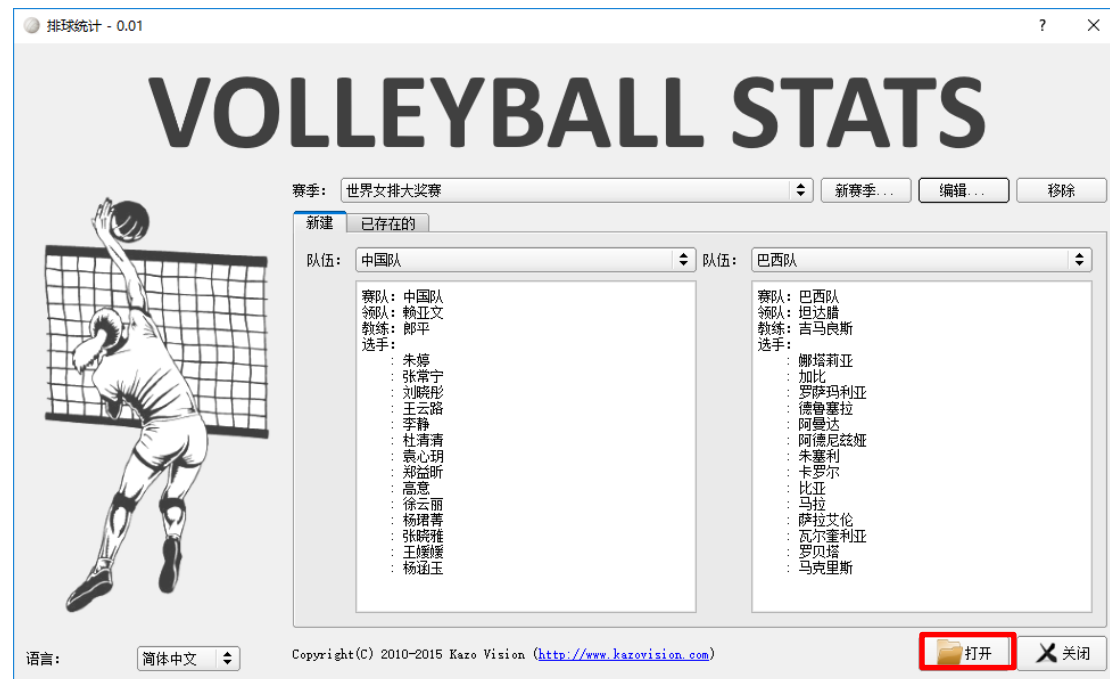 排球统计 - 0.01
?
VOLLEYBALL STATS
赛季: 世界女排大奖赛 新赛季... 编辑... 移除
新建 已存在的
队伍: 中国队
赛队: 中国队
领队: 赖亚文
教练: 郎平
选手:
: 朱婷
: 张常宁
: 刘晓彤
: 王云蕗
: 李静
: 杜清清
: 袁心玥
: 郑益昕
: 高意
: 徐云丽
: 杨珺菁
: 张晓雅
: 王媛媛
: 杨涵玉
队伍: 巴西队
赛队: 巴西队
领队: 坦达腊
教练: 吉马良斯
选手:
: 娜塔莉亚
: 加比
: 罗萨玛利亚
: 德鲁塞拉
: 阿曼达
: 阿德尼兹娅
: 朱塞利
: 卡罗尔
: 比亚
: 马拉
: 萨拉艾伦
: 瓦尔奎利亚
: 罗贝塔
: 马克里斯
语言: 简体中文
Copyright(C) 2010-2015 Kazo Vision (http://www.kazovision.com)
打开 关闭